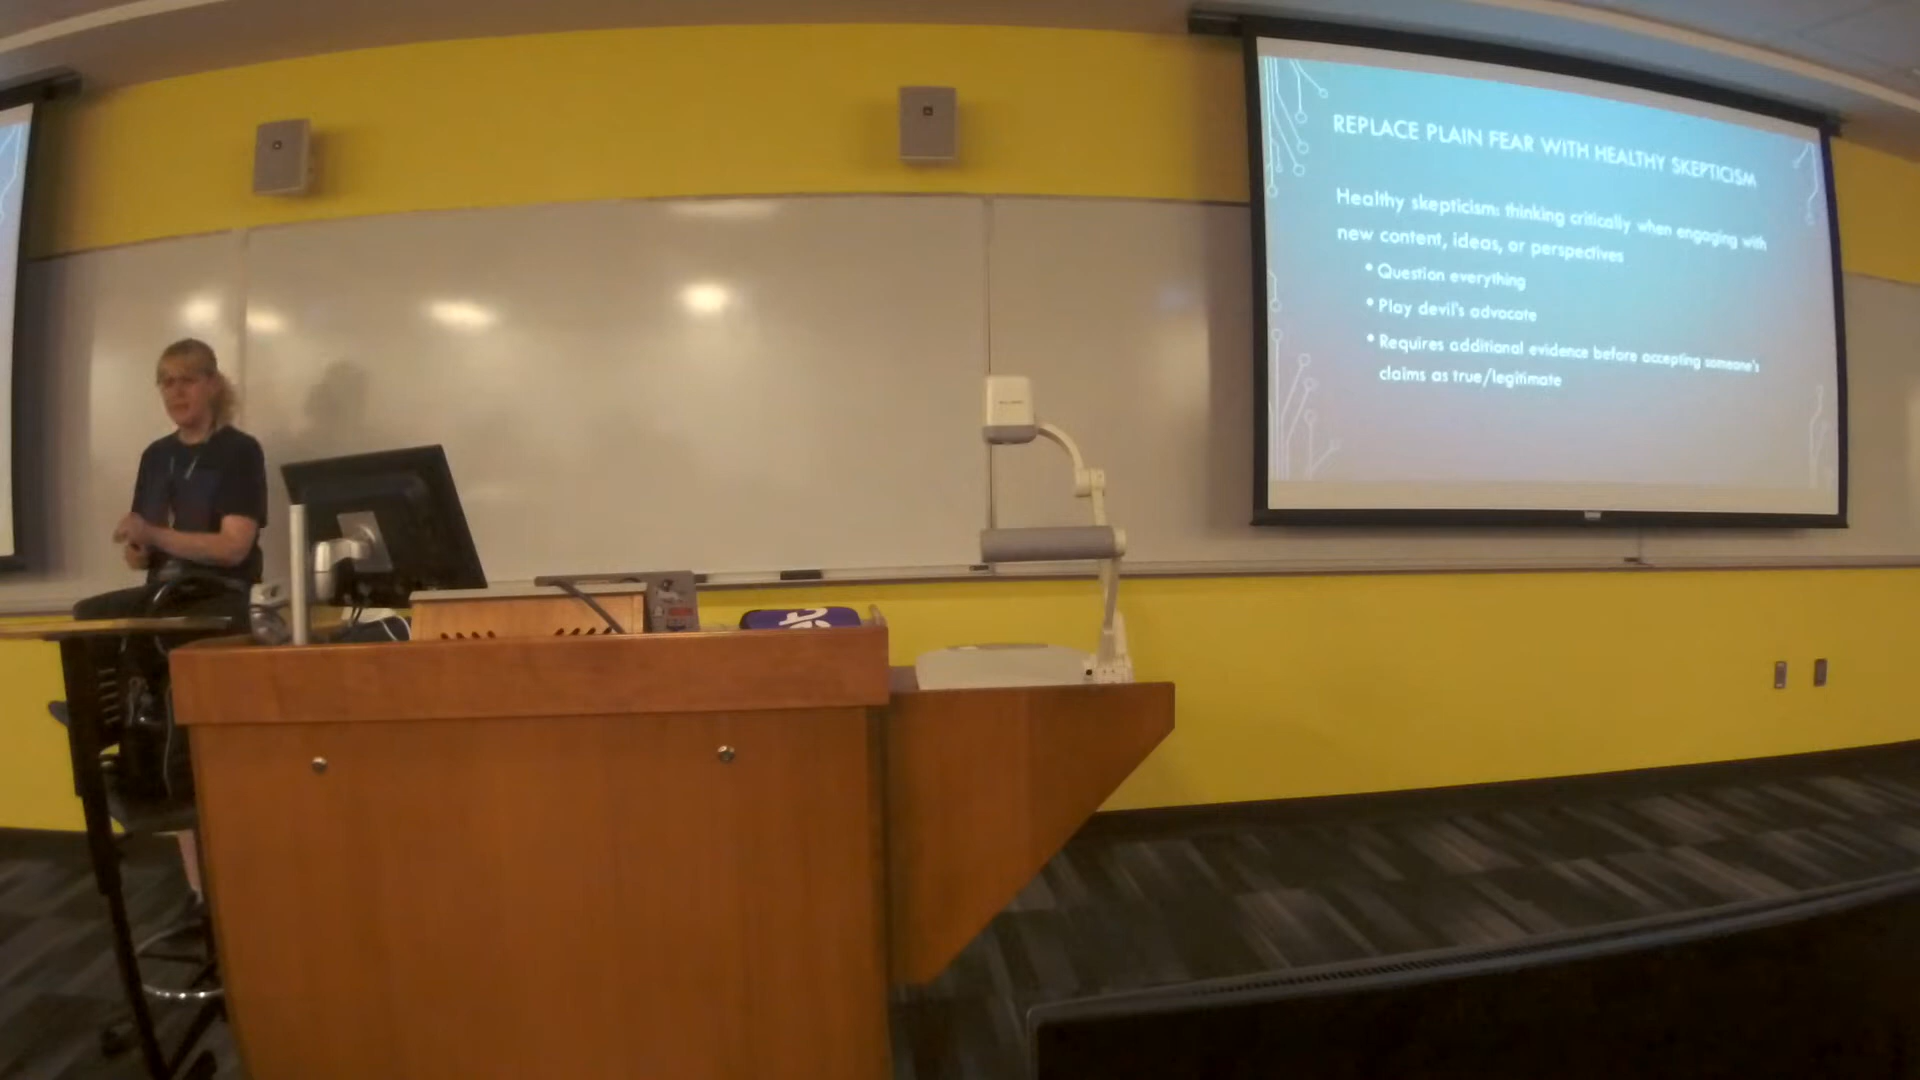 REPLACE PLAIN FEAR WITH HEALTHY SKEPTICISM
Healthy skepticism: thinking critically when engaging with
new content, ideas, or perspectives
• Question everything
• Play devil's advocate
• Requires additional evidence before accepting someone's
claims as true/legitimate